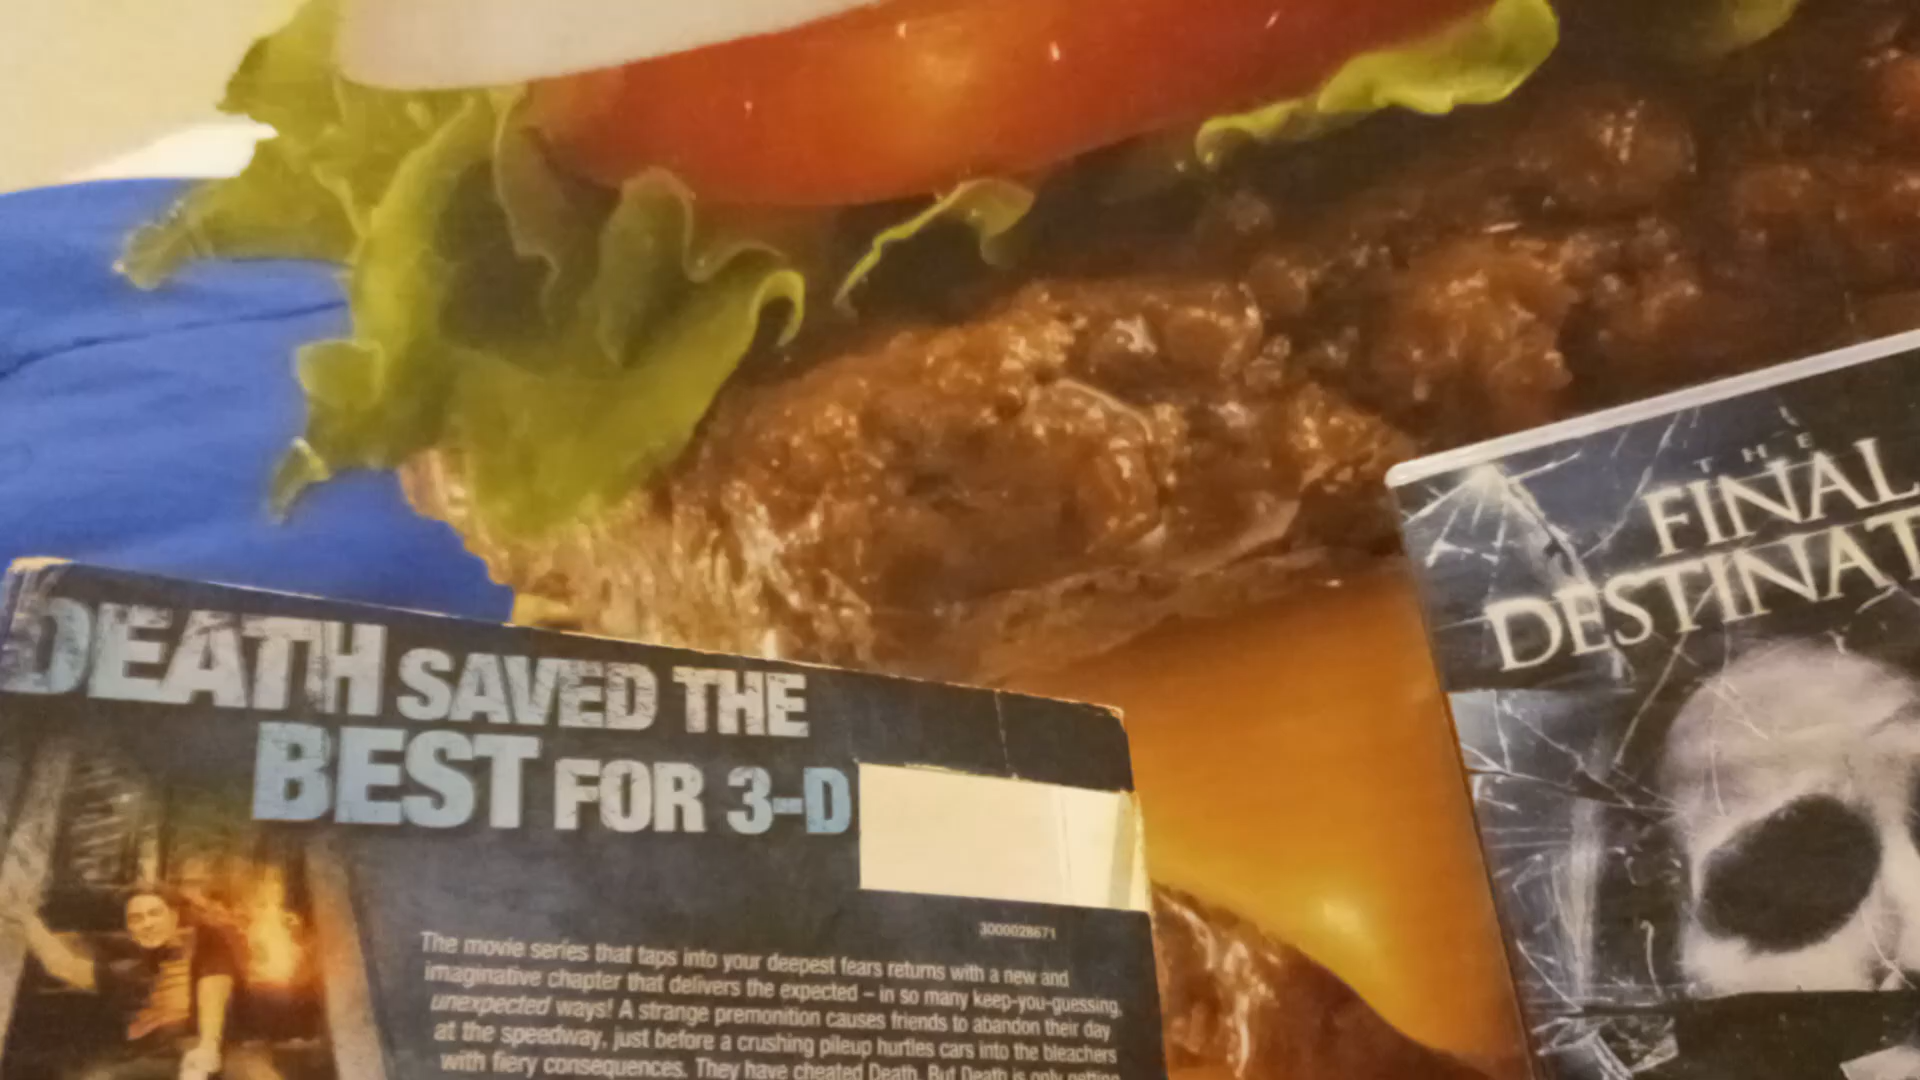 DEATH SAVED THE
BEST FOR 3-D
3000028671
The movie series that taps into your deepest fears returns with a new and
imaginative chapter that delivers the expected – in so many keep-you-guessing,
unexpected ways! A strange premonition causes friends to abandon their day
at the speedway, just before a crushing pileup hurtles cars into the bleachers
with fiery consequences. They have cheated Death. But Death is only getting
THE
FINAL
DESTINAT